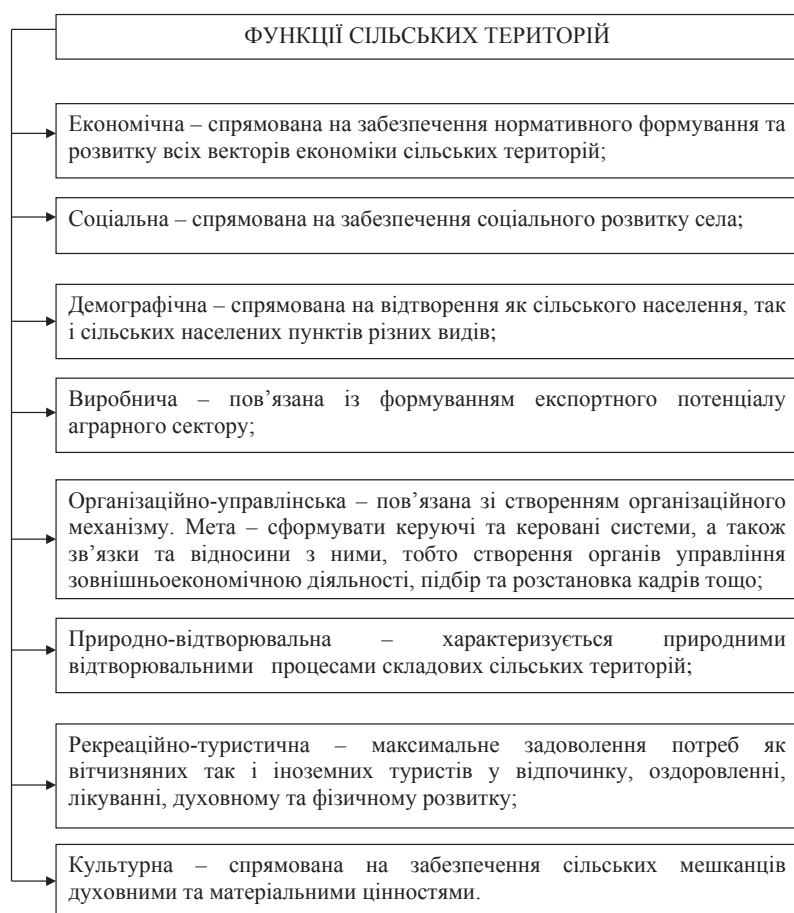 ФУНКЦІЇ СІЛЬСЬКИХ ТЕРИТОРІЙ
Економічна – спрямована на забезпечення нормативного формування та
розвитку всіх векторів економіки сільських територій;
Соціальна – спрямована на забезпечення соціального розвитку села;
Демографічна – спрямована на відтворення як сільського населення, так
і сільських населених пунктів різних видів;
Виробнича – пов’язана із формуванням експортного потенціалу
аграрного сектору;
Організаційно-управлінська – пов’язана зі створенням організаційного
механізму. Мета – сформувати керуючі та керовані системи, а також
зв’язки та відносини з ними, тобто створення органів управління
зовнішньоекономічною діяльності, підбір та розстановка кадрів тощо;
Природно-відтворювальна – характеризується природними
відтворювальними процесами складових сільських територій;
Рекреаційно-туристична – максимальне задоволення потреб як
вітчизняних так і іноземних туристів у відпочинку, оздоровленні,
лікуванні, духовному та фізичному розвитку;
Культурна – спрямована на забезпечення сільських мешканців
духовними та матеріальними цінностями.